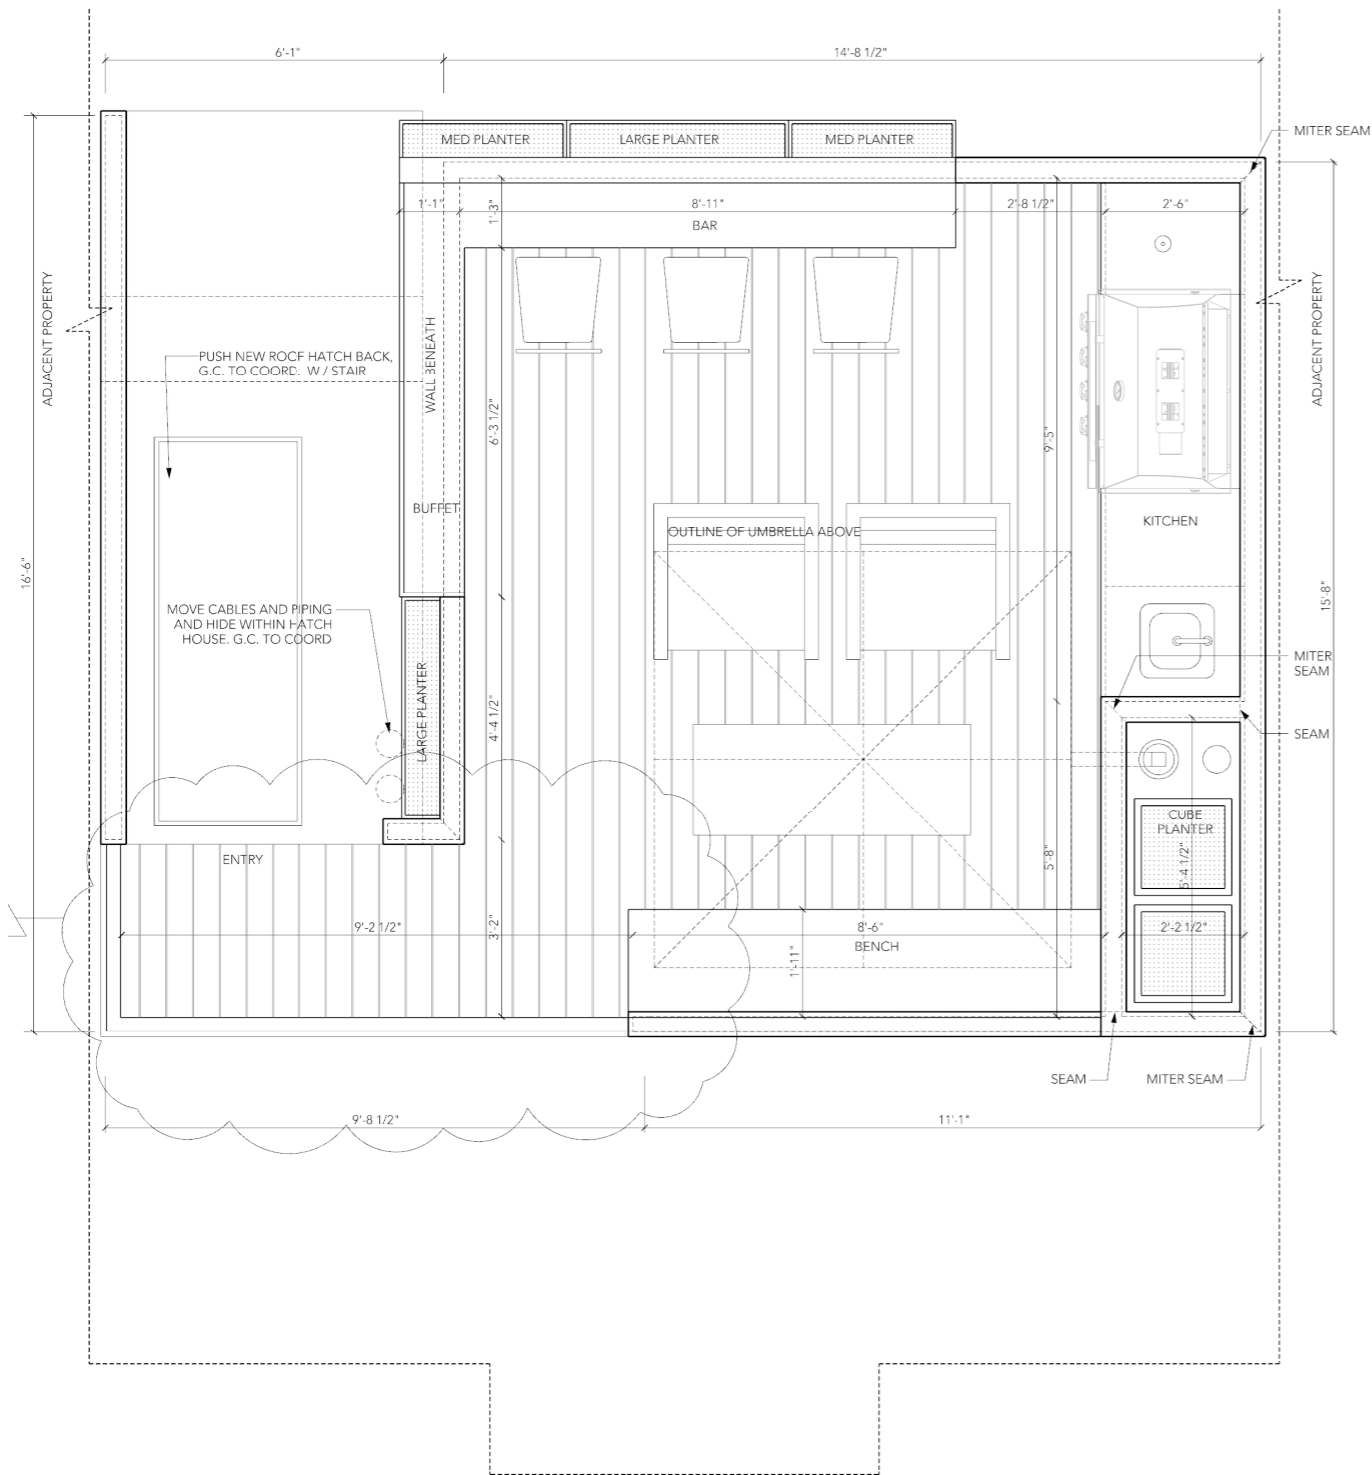 6'-1"
14'-8 1/2"
MITER SEAM
MED PLANTER
LARGE PLANTER
MED PLANTER
1'-1"
1'-3"
8'-11"
2'-8 1/2"
2'-6"
BAR
ADJACENT PROPERTY
ADJACENT PROPERTY
WALL BENEATH
PUSH NEW ROOF HATCH BACK,
G.C. TO COORD. W / STAIR
6'-3 1/2"
9'-5"
BUFFET
KITCHEN
OUTLINE OF UMBRELLA ABOVE
16'-6"
15'-8"
MOVE CABLES AND PIPING
AND HIDE WITHIN HATCH
HOUSE. G.C. TO COORD
LARGE PLANTER
4'-4 1/2"
MITER
SEAM
SEAM
CUBE
PLANTER
5'-4 1/2"
ENTRY
5'-8"
9'-2 1/2"
3'-2"
8'-6"
BENCH
1'-11"
2'-2 1/2"
SEAM
MITER SEAM
9'-8 1/2"
11'-1"